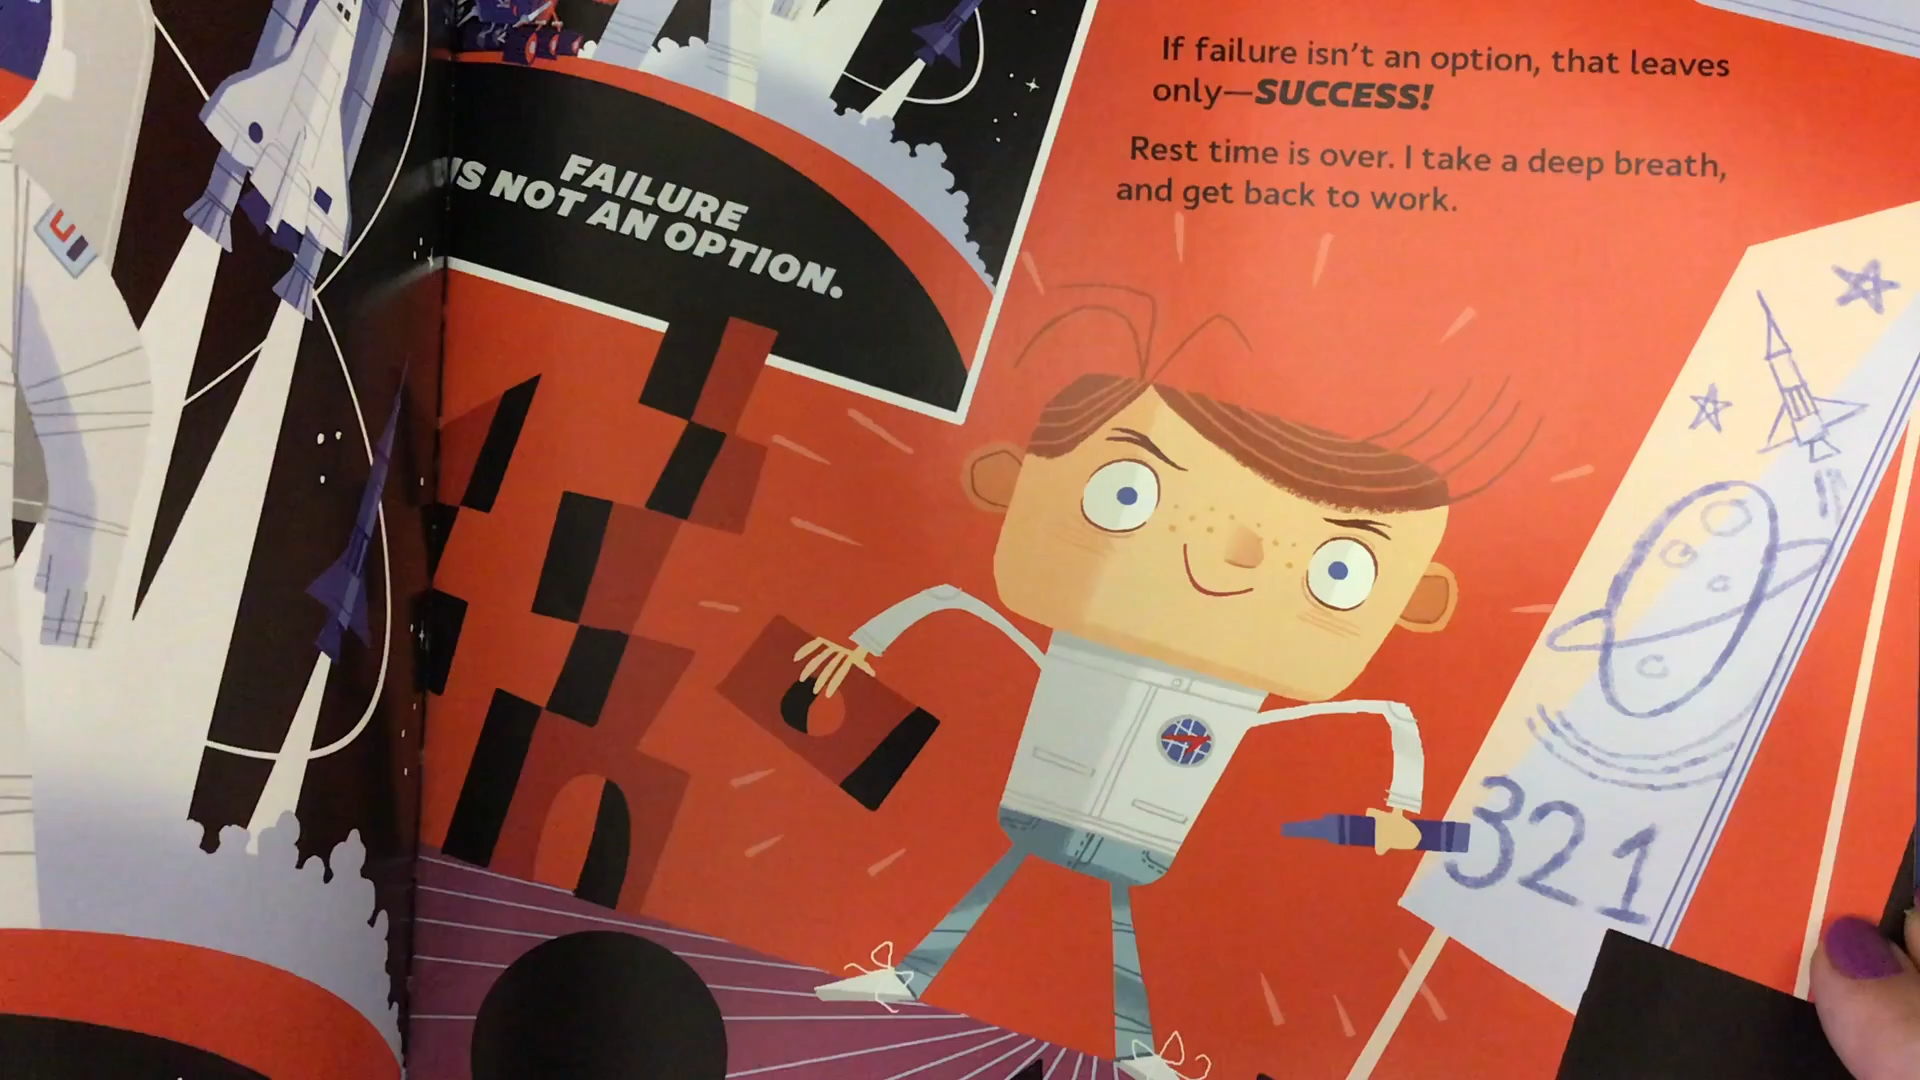 FAILURE
IS NOT AN OPTION.
If failure isn't an option, that leaves
only—SUCCESS!
Rest time is over. I take a deep breath,
and get back to work.
321